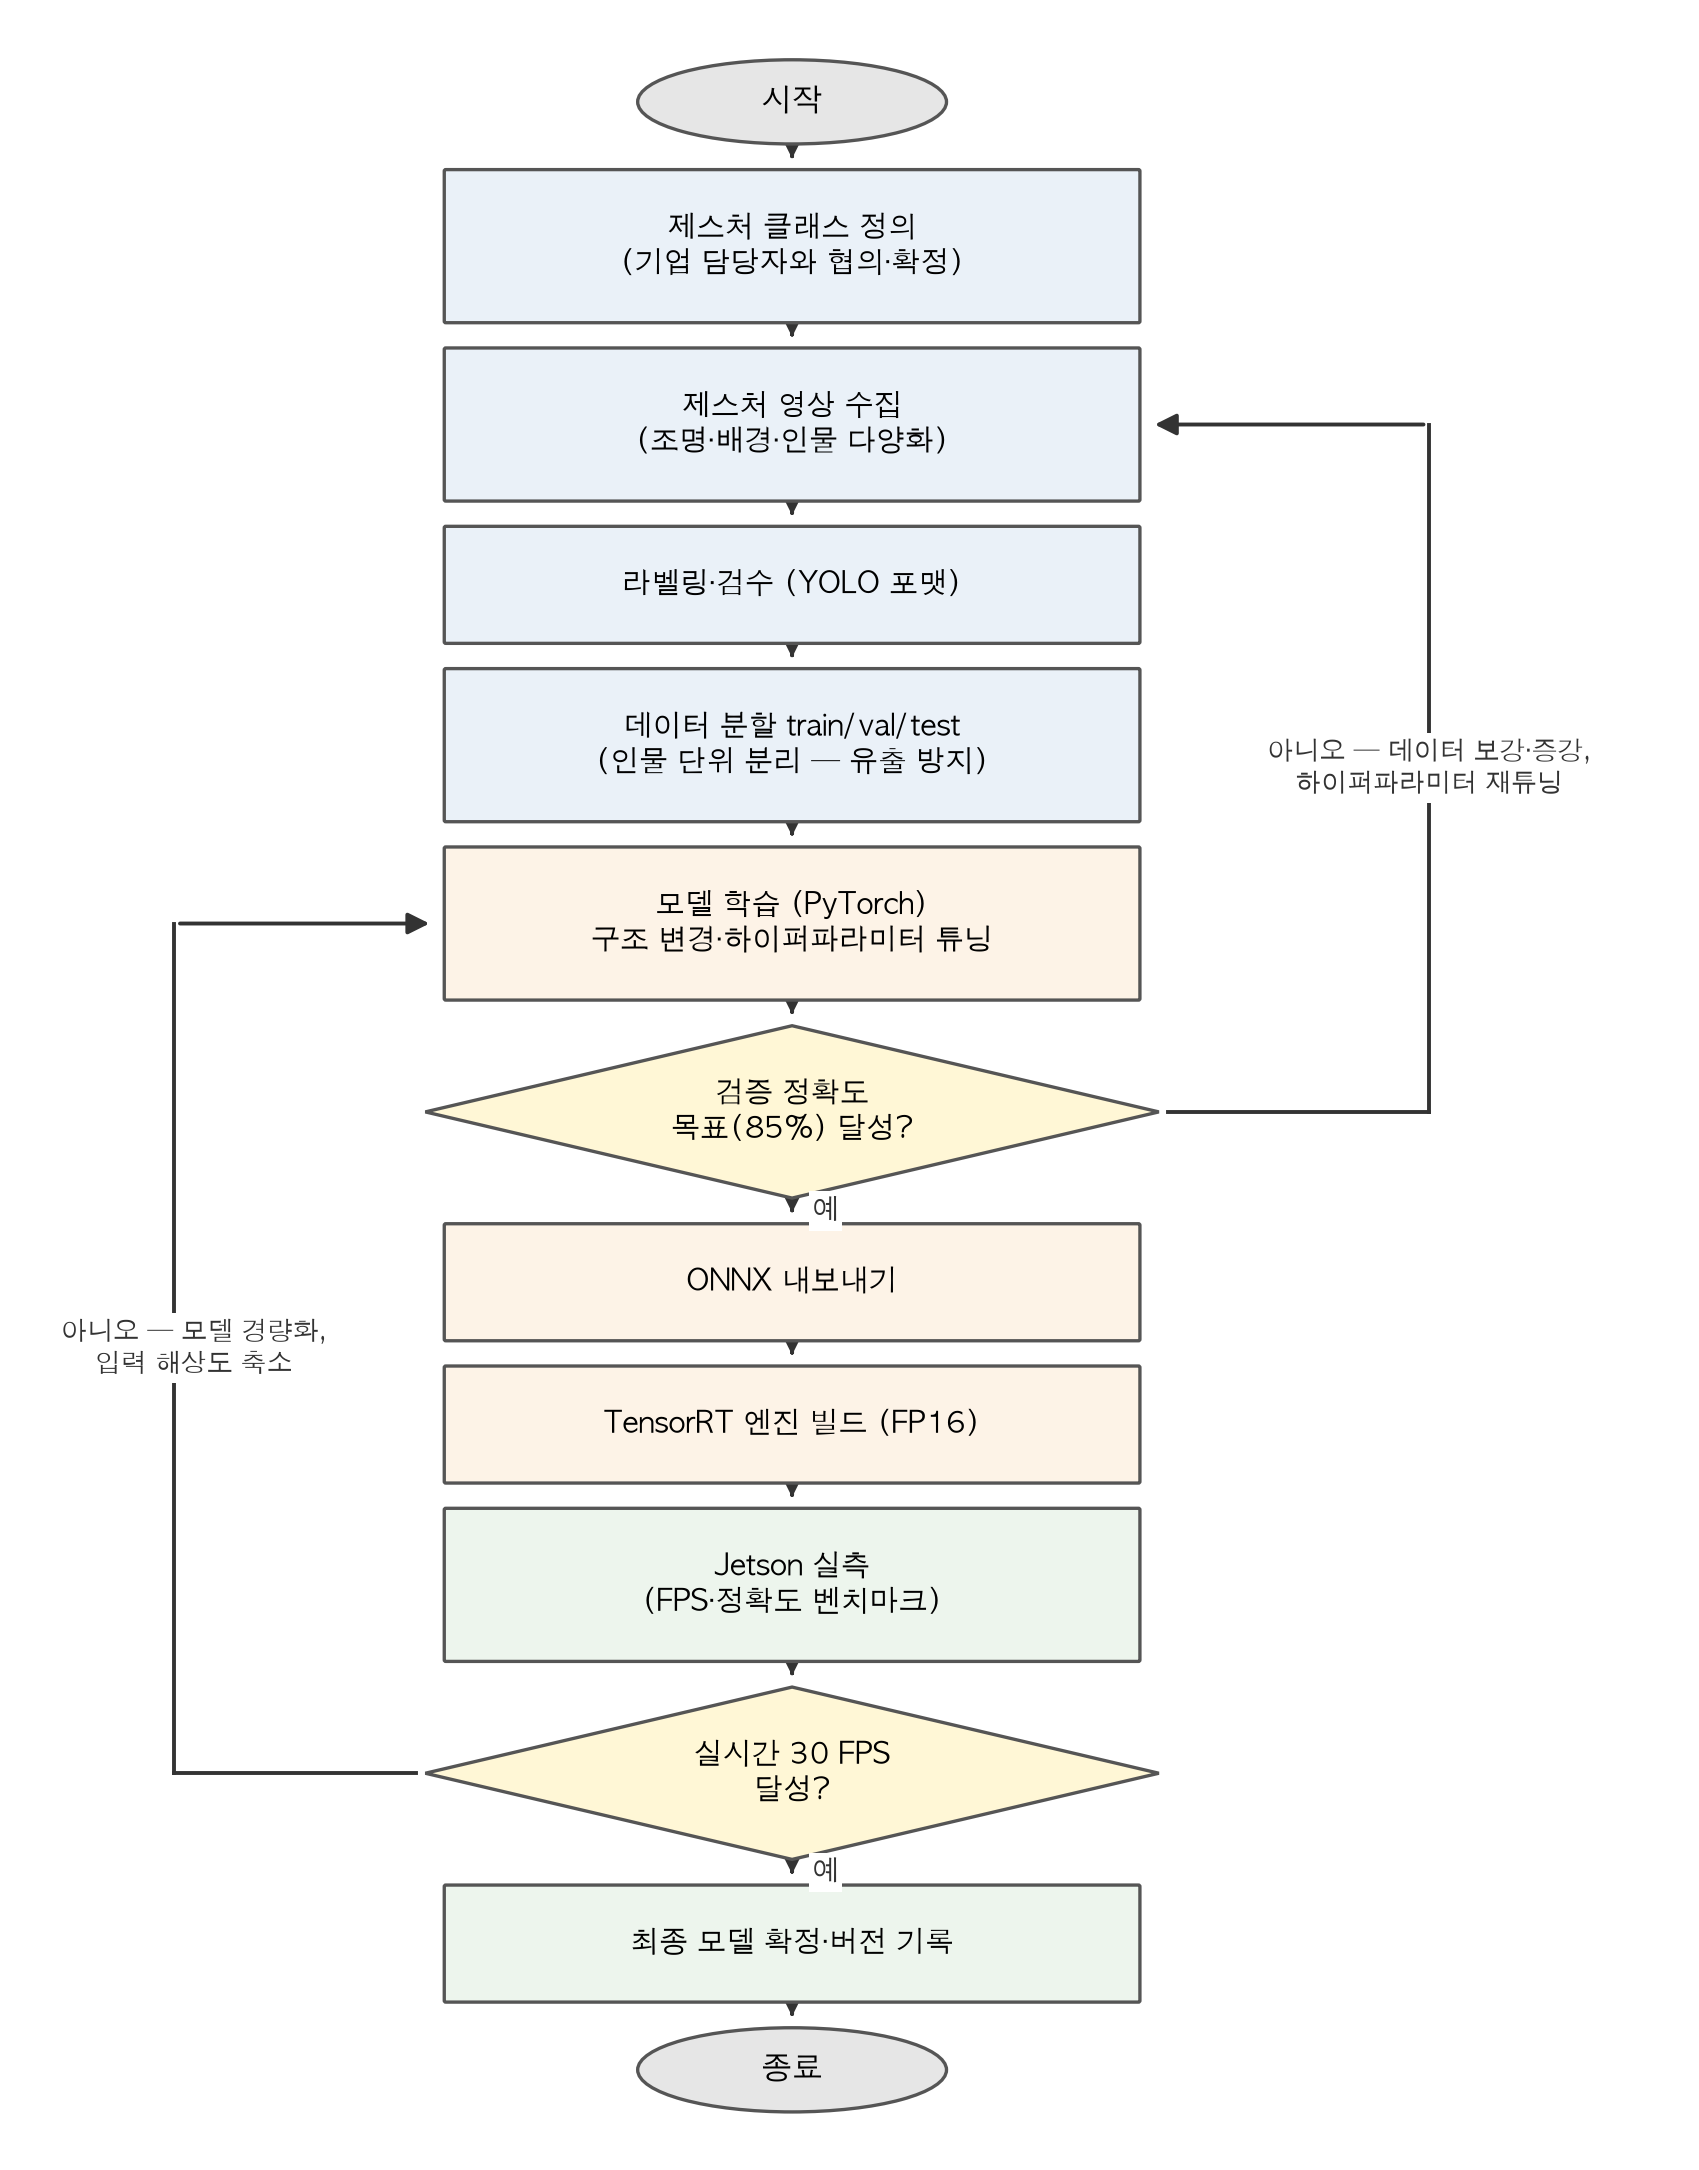 시작
제스처 클래스 정의
(기업 담당자와 협의·확정)
제스처 영상 수집
(조명·배경·인물 다양화)
라벨링·검수 (YOLO 포맷)
데이터 분할 train/val/test
(인물 단위 분리 — 유출 방지)
아니오 — 데이터 보강·증강,
하이퍼파라미터 재튜닝
모델 학습 (PyTorch)
구조 변경·하이퍼파라미터 튜닝
검증 정확도
목표(85%) 달성?
예
ONNX 내보내기
아니오 — 모델 경량화,
입력 해상도 축소
TensorRT 엔진 빌드 (FP16)
Jetson 실측
(FPS·정확도 벤치마크)
실시간 30 FPS
달성?
예
최종 모델 확정·버전 기록
종료